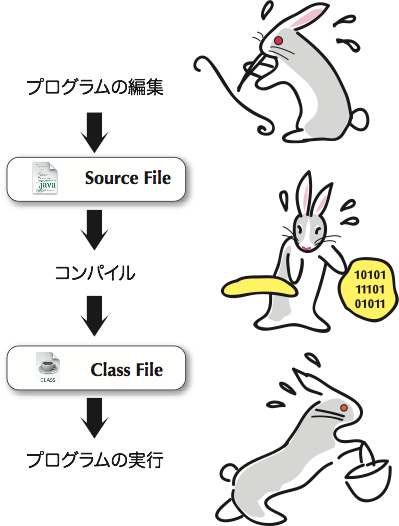 プログラムの編集
java
Source File
コンパイル
10101
11101
01011
CLASS
Class File
プログラムの実行